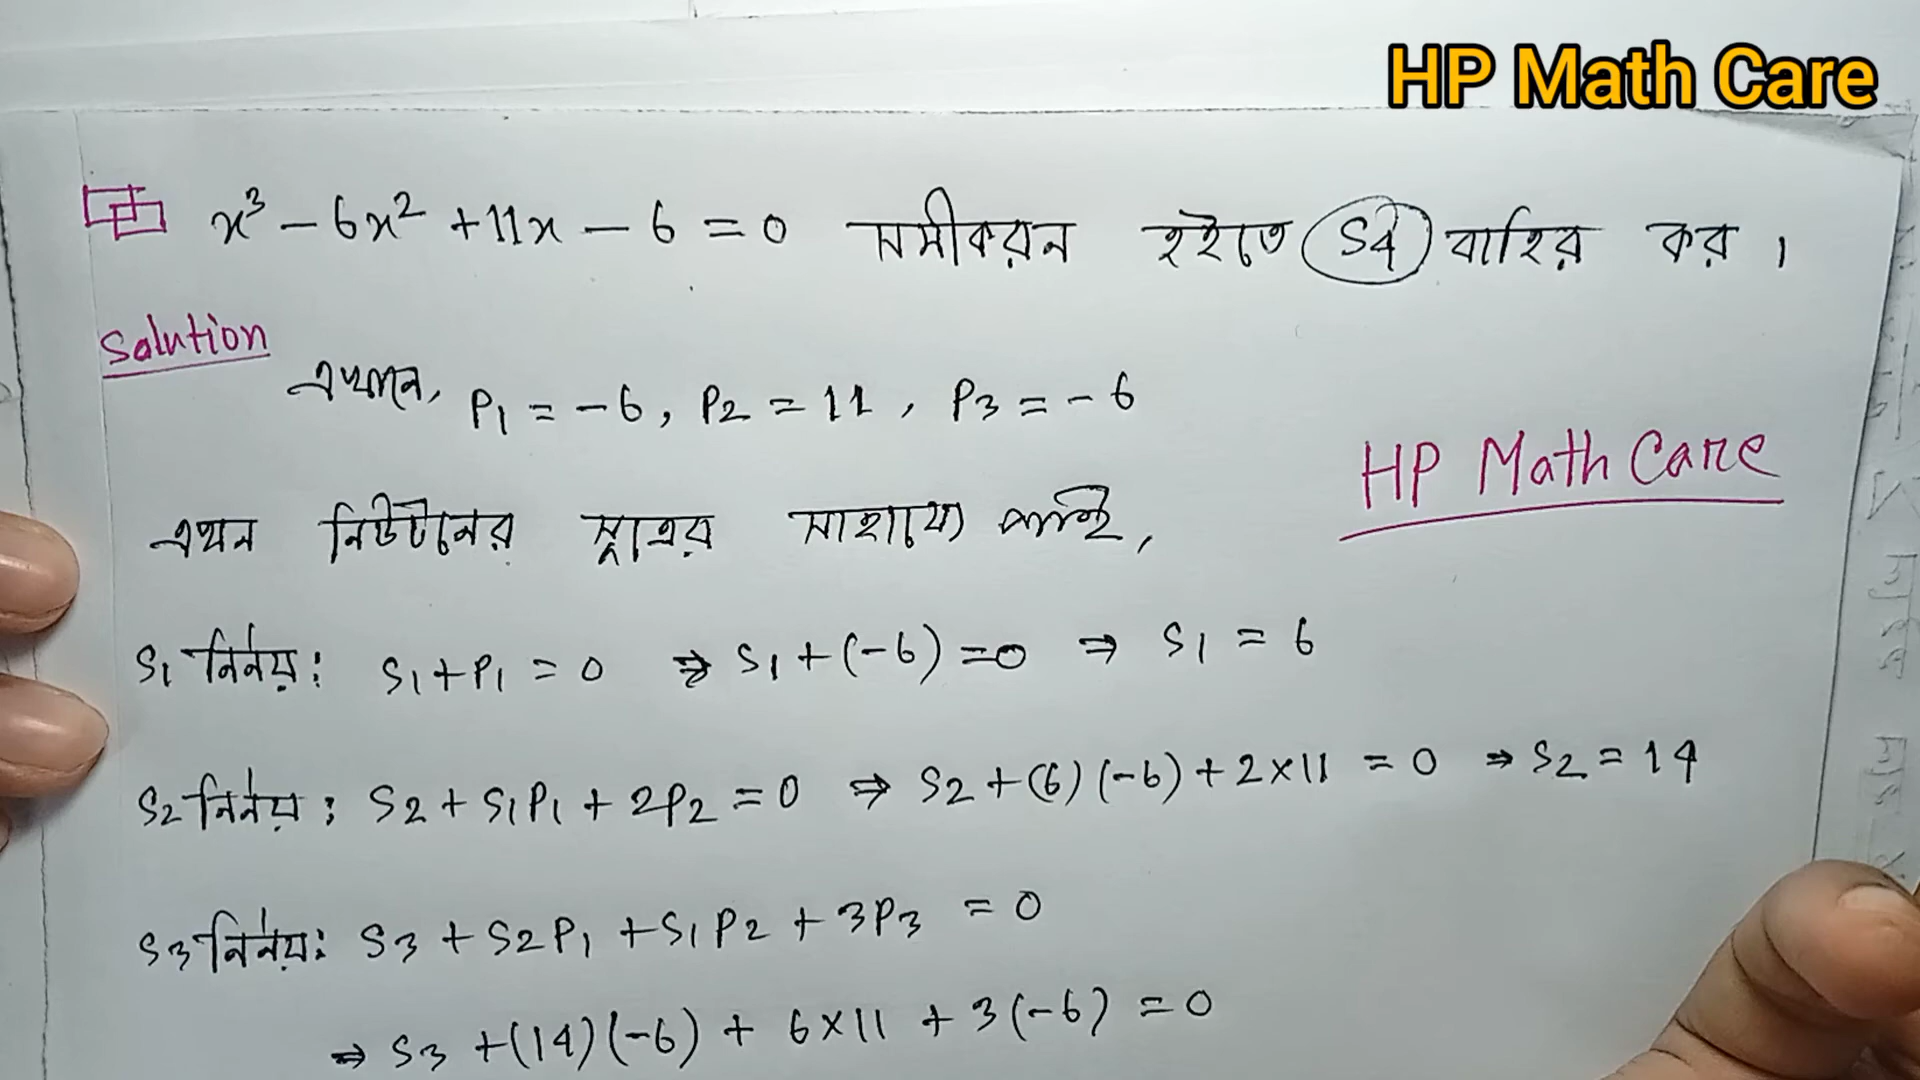 HP Math Care
x³ - 6x² + 11x - 6 = 0 সমীকরন হইতে S4 বাহির কর ।
Solution
এখানে, P₁ = -6, P₂ = 11, P₃ = -6
HP Math Care
এখন নিউটনের সূত্রের সাহায্যে পাই,
S₁ নির্নয়: S₁ + P₁ = 0 ⇒ S₁ + (-6) = 0 ⇒ S₁ = 6
S₂ নির্নয়: S₂ + S₁P₁ + 2P₂ = 0 ⇒ S₂ + (6)(-6) + 2×11 = 0 ⇒ S₂ = 14
S₃ নির্নয়: S₃ + S₂P₁ + S₁P₂ + 3P₃ = 0
⇒ S₃ + (14)(-6) + 6×11 + 3(-6) = 0